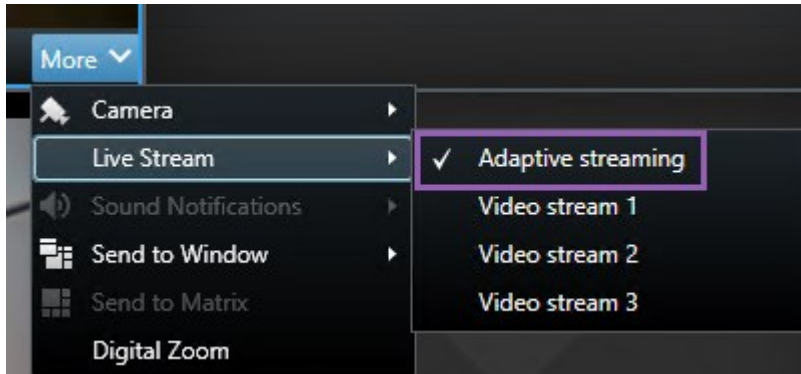 More
Camera
Live Stream
Sound Notifications
Send to Window
Send to Matrix
Digital Zoom
Adaptive streaming
Video stream 1
Video stream 2
Video stream 3